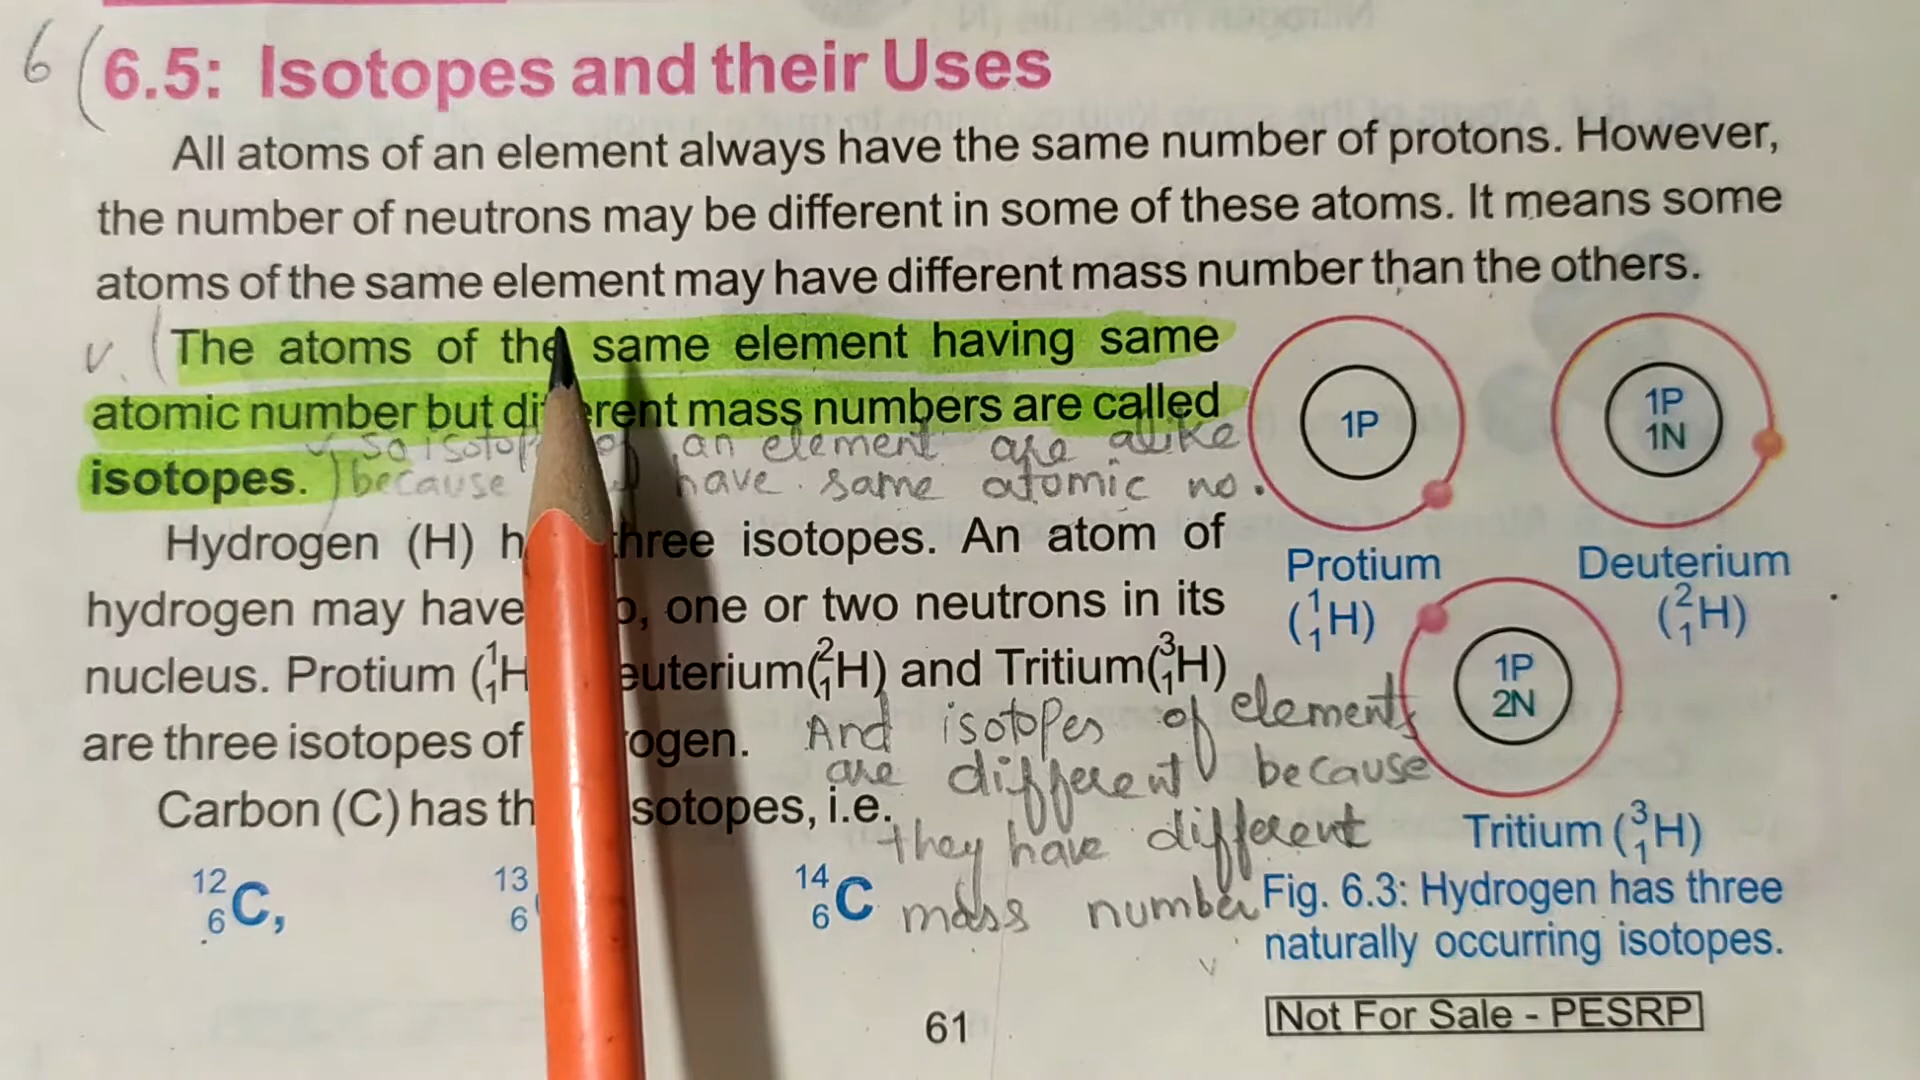 6 (6.5: Isotopes and their Uses
All atoms of an element always have the same number of protons. However,
the number of neutrons may be different in some of these atoms. It means some
atoms of the same element may have different mass number than the others.
v. (The atoms of the same element having same
atomic number but different mass numbers are called
isotopes.)
so isotop of an element are alike
because have same atomic no.
Hydrogen (H) h three isotopes. An atom of
hydrogen may have , one or two neutrons in its
nucleus. Protium (¹₁H euterium(²₁H) and Tritium(³₁H)
are three isotopes of ogen.
And isotopes of elements
are different because
they have different
mass number
Carbon (C) has th sotopes, i.e.
¹²₆C, ¹³₆ ¹⁴₆C
1P
1P
1N
Protium
(¹₁H)
Deuterium
(²₁H)
1P
2N
Tritium (³₁H)
Fig. 6.3: Hydrogen has three
naturally occurring isotopes.
61
Not For Sale - PESRP